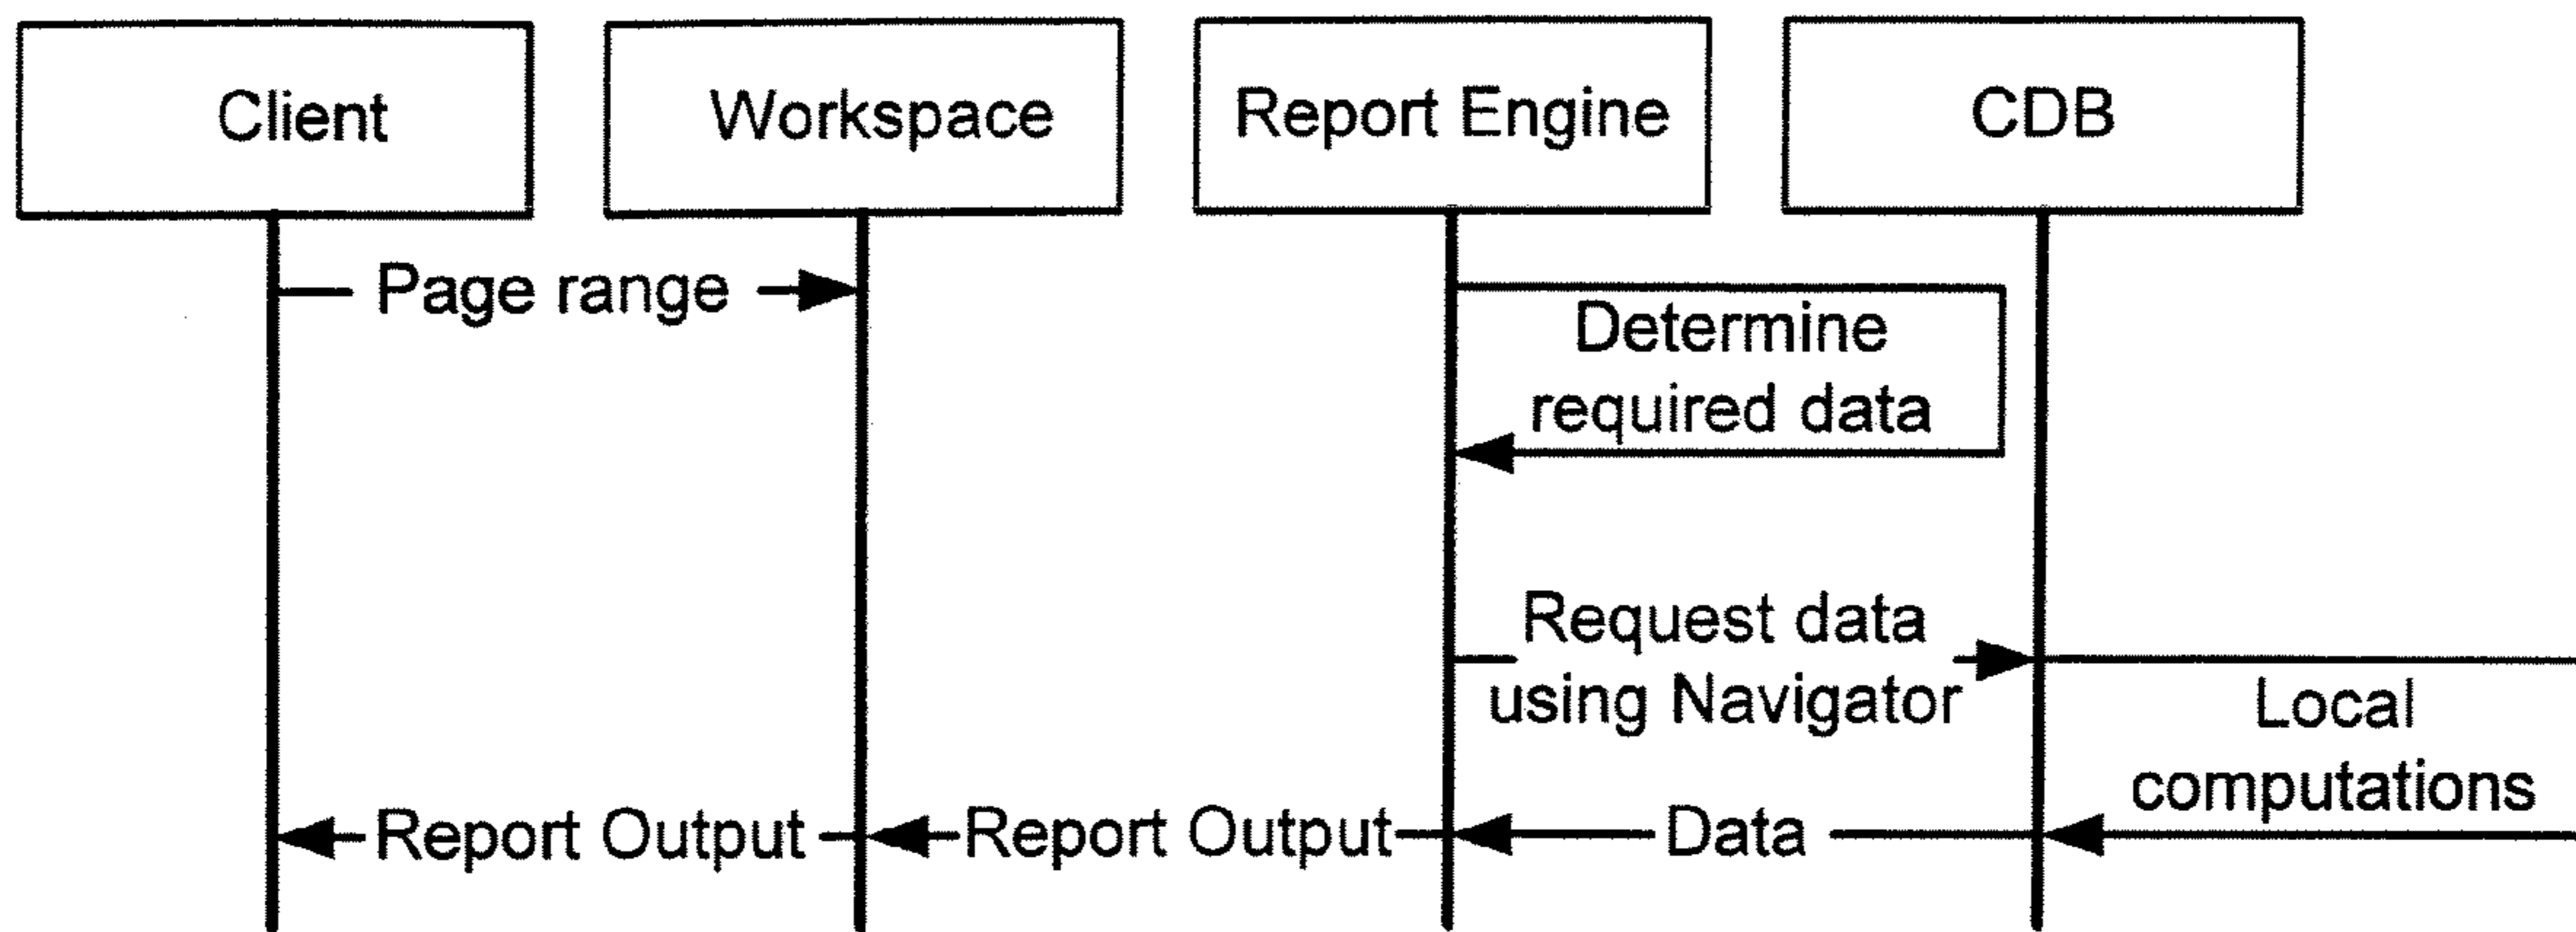 Client
Workspace
Report Engine
CDB
Page range
Determine
required data
Request data
using Navigator
Local
computations
Report Output
Report Output
Data